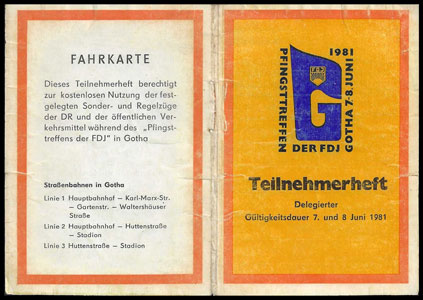 FAHRKARTE
Dieses Teilnehmerheft berechtigt
zur kostenlosen Nutzung der fest-
gelegten Sonder- und Regelzüge
der DR und der öffentlichen Ver-
kehrsmittel während des „Pfingst-
treffens der FDJ“ in Gotha
Straßenbahnen in Gotha
Linie 1 Hauptbahnhof – Karl-Marx-Str.
– Gartenstr. – Waltershäuser
Straße
Linie 2 Hauptbahnhof – Huttenstraße
– Stadion
Linie 3 Huttenstraße – Stadion
PFINGSTTREFFEN
DER FDJ
GOTHA 7.-8. JUNI
1981
FDJ
G
Teilnehmerheft
Delegierter
Gültigkeitsdauer 7. und 8 Juni 1981